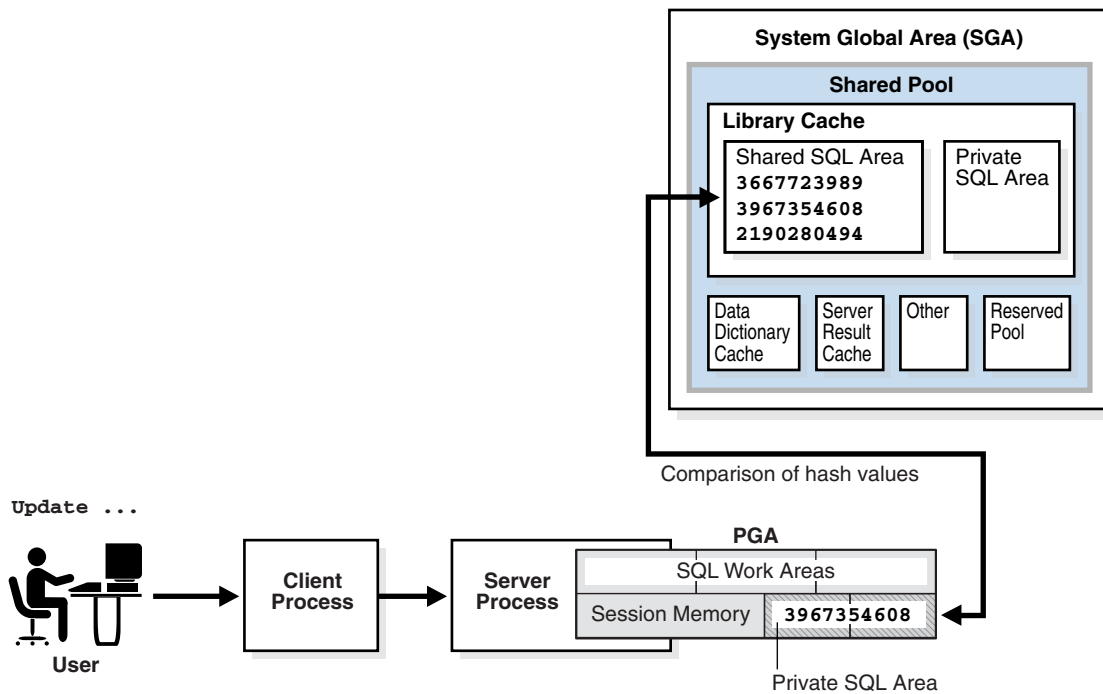 System Global Area (SGA)
Shared Pool
Library Cache
Shared SQL Area
3667723989
3967354608
2190280494
Private
SQL Area
Data
Dictionary
Cache
Server
Result
Cache
Other
Reserved
Pool
Comparison of hash values
Update ...
User
Client
Process
Server
Process
PGA
SQL Work Areas
Session Memory
3967354608
Private SQL Area